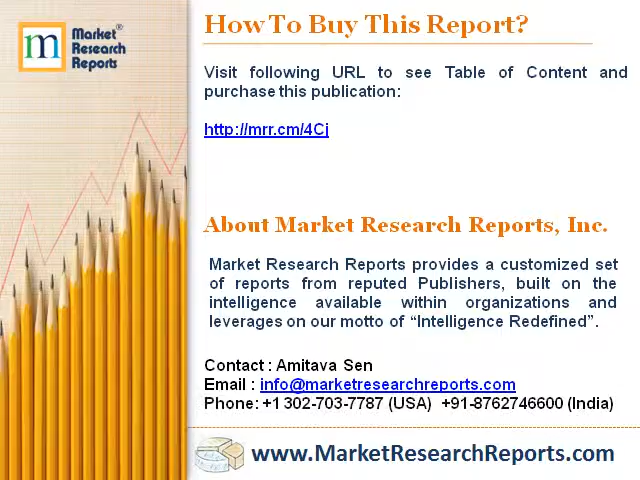 m
Market®
Research
Reports
How To Buy This Report?
Visit following URL to see Table of Content and
purchase this publication:
http://mrr.cm/4Cj
About Market Research Reports, Inc.
Market Research Reports provides a customized set
of reports from reputed Publishers, built on the
intelligence available within organizations and
leverages on our motto of “Intelligence Redefined”.
Contact : Amitava Sen
Email : info@marketresearchreports.com
Phone: +1 302-703-7787 (USA) +91-8762746600 (India)
www.MarketResearchReports.com